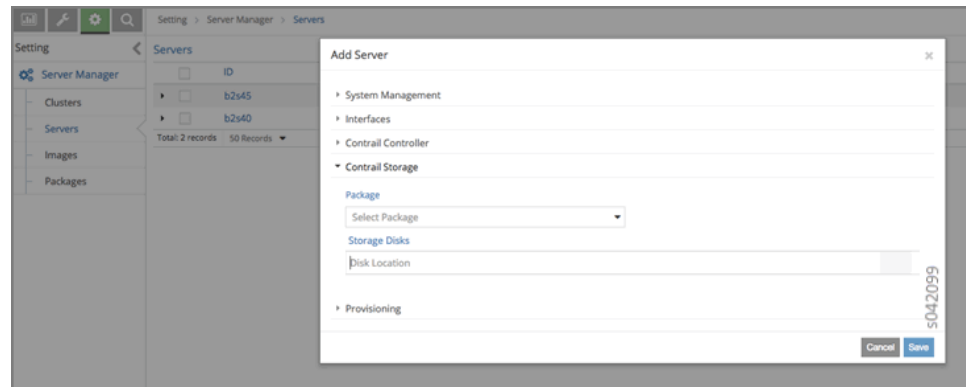 Setting > Server Manager > Servers
Setting
Servers
Server Manager
ID
Clusters
b2s45
Servers
b2s40
Total: 2 records 50 Records
Images
Packages
Add Server
System Management
Interfaces
Contrail Controller
Contrail Storage
Package
Select Package
Storage Disks
Disk Location
Provisioning
Cancel Save
s042099